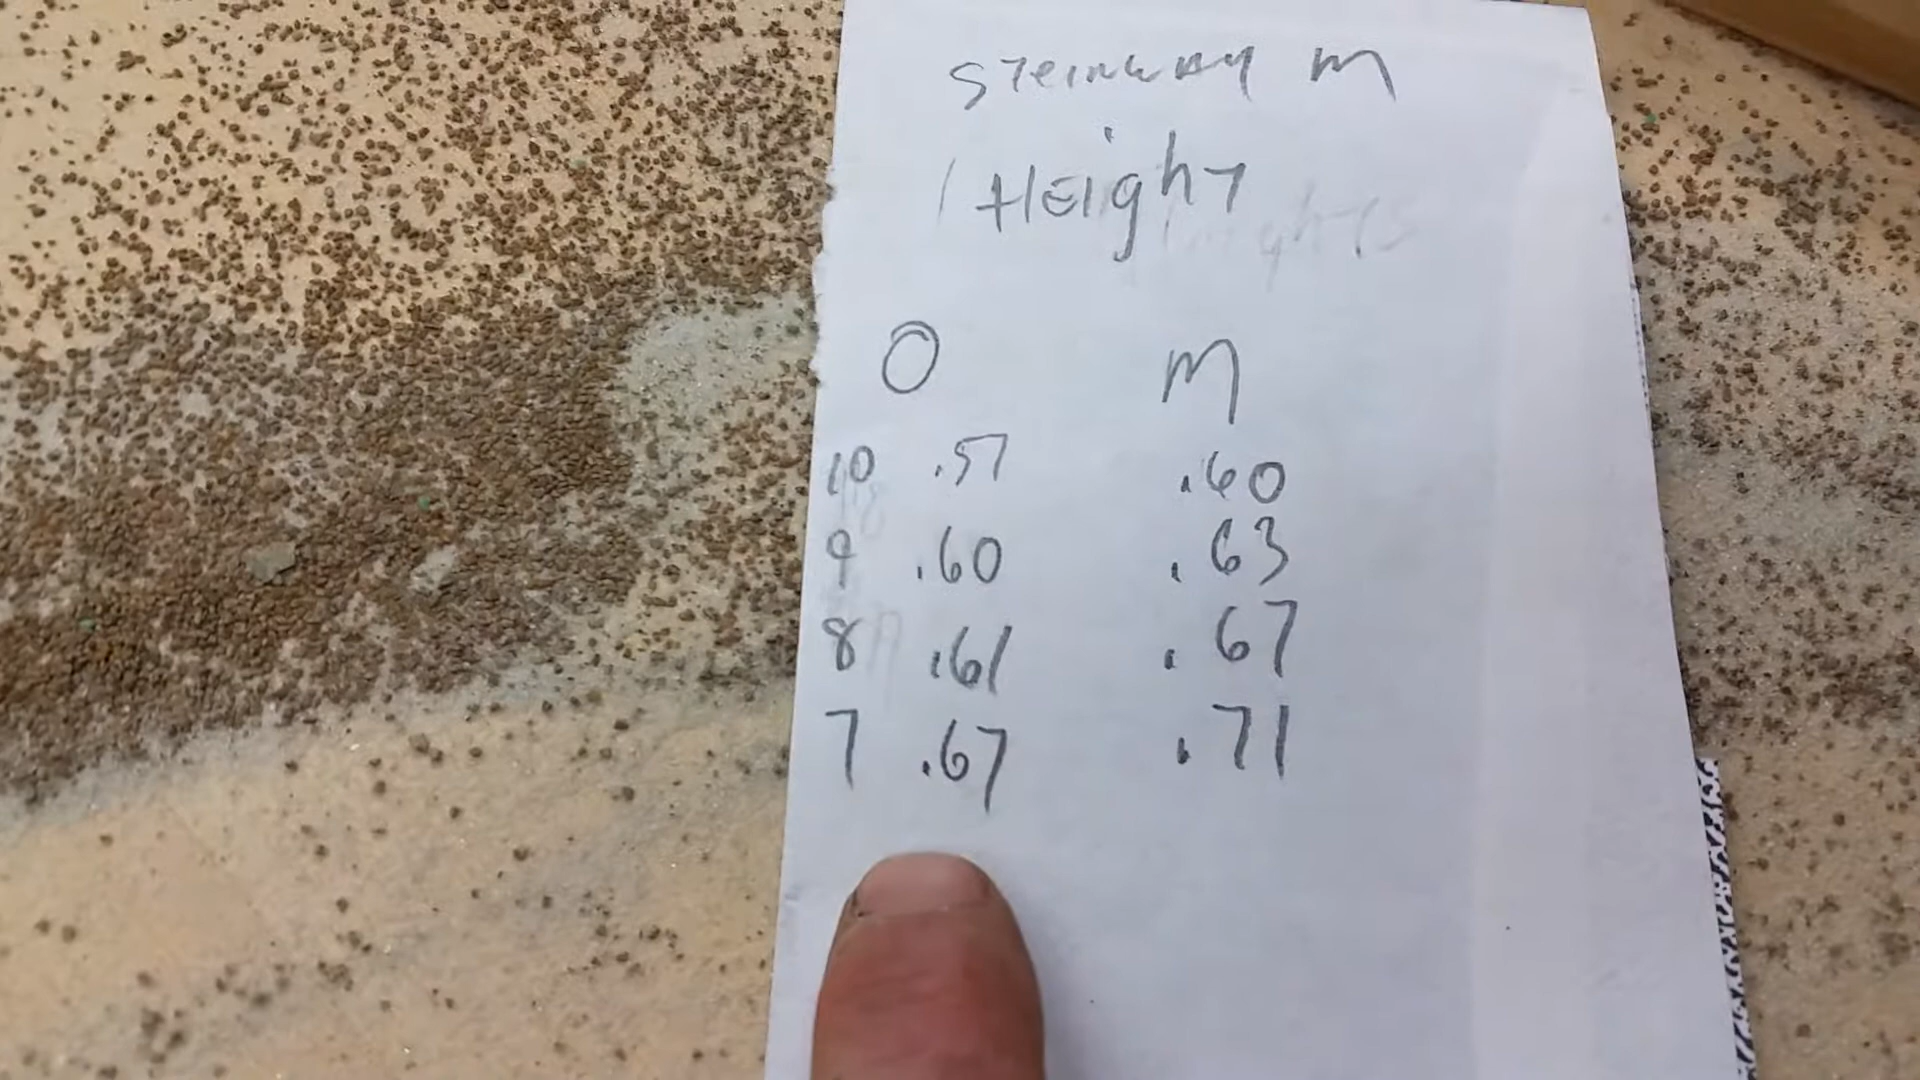 STEINWAY M
HEIGHT
O M
10 .57 .60
9 .60 .63
8 .61 .67
7 .67 .71